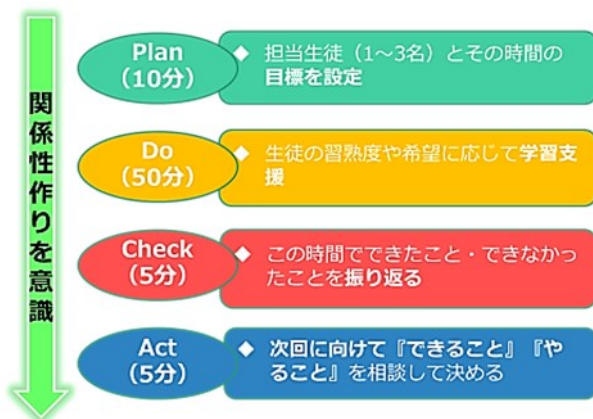 関係性作りを意識
Plan
（10分）
◆ 担当生徒（1～3名）とその時間の
目標を設定
Do
（50分）
◆ 生徒の習熟度や希望に応じて学習支
援
Check
（5分）
◆ この時間でできたこと・できなかっ
たことを振り返る
Act
（5分）
◆ 次回に向けて『できること』『や
ること』を相談して決める